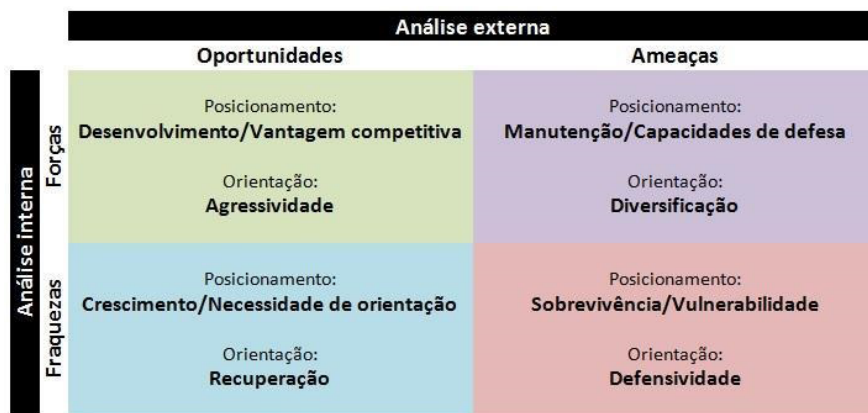 Análise externa
Oportunidades
Ameaças
Análise interna
Forças
Posicionamento:
Desenvolvimento/Vantagem competitiva
Orientação:
Agressividade
Posicionamento:
Manutenção/Capacidades de defesa
Orientação:
Diversificação
Fraquezas
Posicionamento:
Crescimento/Necessidade de orientação
Orientação:
Recuperação
Posicionamento:
Sobrevivência/Vulnerabilidade
Orientação:
Defensividade